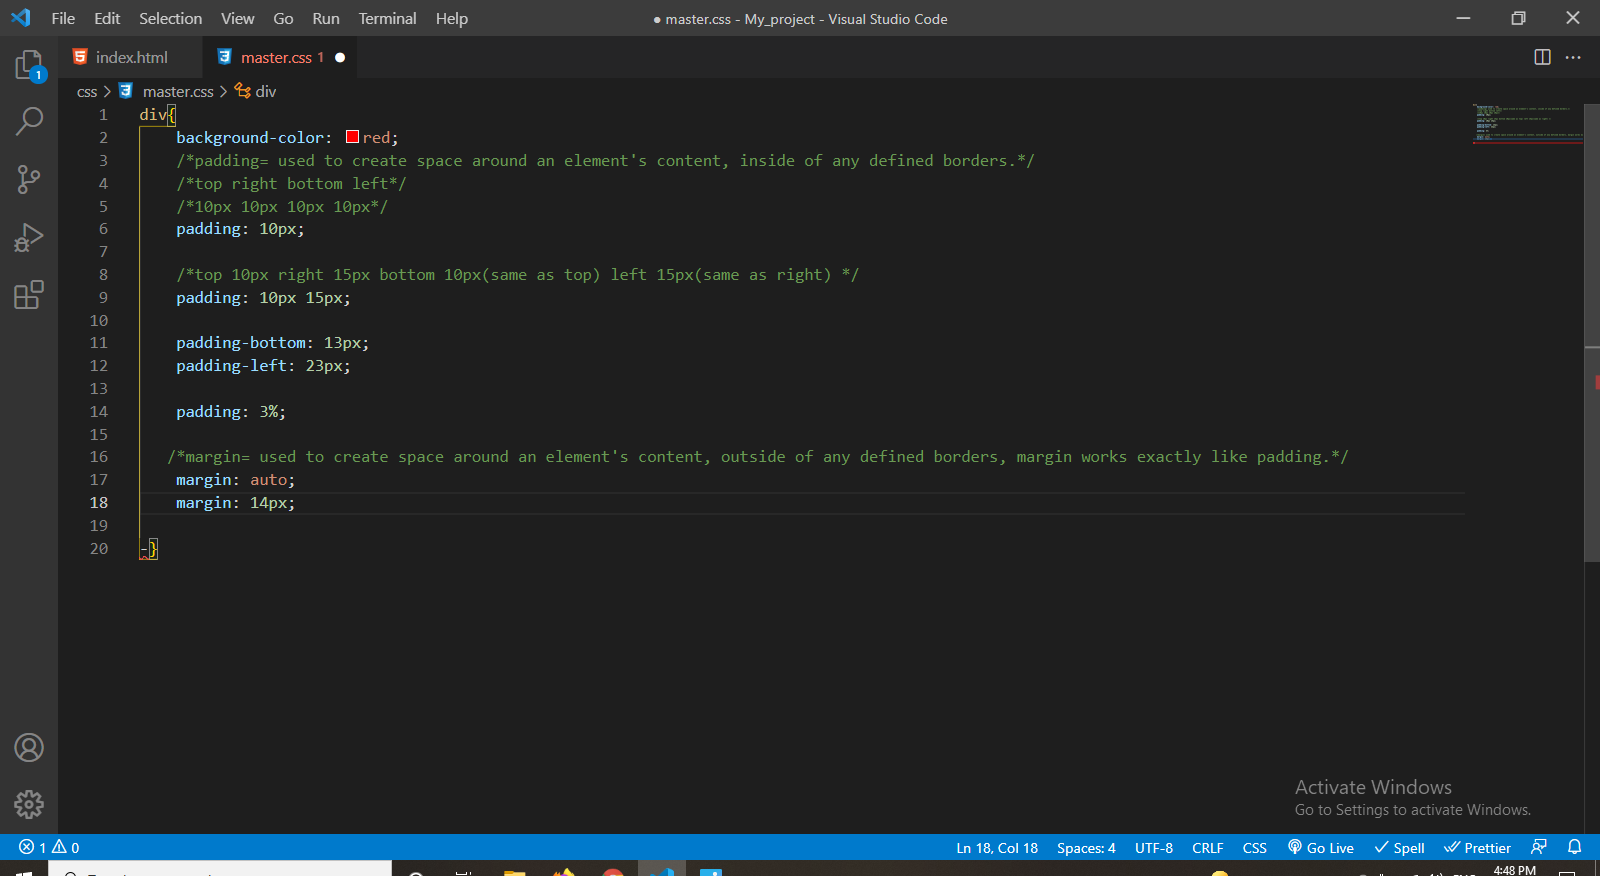 File Edit Selection View Go Run Terminal Help
● master.css - My_project - Visual Studio Code
index.html
master.css 1 ●
css > master.css > div
1 div{
2 background-color: red;
3 /*padding= used to create space around an element's content, inside of any defined borders.*/
4 /*top right bottom left*/
5 /*10px 10px 10px 10px*/
6 padding: 10px;
7
8 /*top 10px right 15px bottom 10px(same as top) left 15px(same as right) */
9 padding: 10px 15px;
10
11 padding-bottom: 13px;
12 padding-left: 23px;
13
14 padding: 3%;
15
16 /*margin= used to create space around an element's content, outside of any defined borders, margin works exactly like padding.*/
17 margin: auto;
18 margin: 14px;
19
20 -}
1
Activate Windows
Go to Settings to activate Windows.
1 0
Ln 18, Col 18 Spaces: 4 UTF-8 CRLF CSS Go Live Spell Prettier
4:48 PM